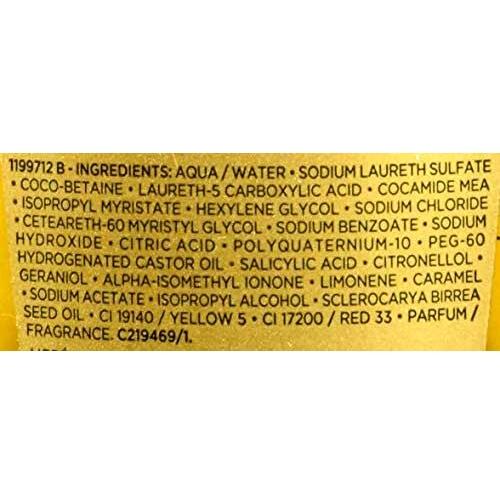 1199712 B • INGREDIENTS: AQUA / WATER • SODIUM LAURETH SULFATE
• COCO-BETAINE • LAURETH-5 CARBOXYLIC ACID • COCAMIDE MEA
• ISOPROPYL MYRISTATE • HEXYLENE GLYCOL • SODIUM CHLORIDE
• CETEARETH-60 MYRISTYL GLYCOL • SODIUM BENZOATE • SODIUM
HYDROXIDE • CITRIC ACID • POLYQUATERNIUM-10 • PEG-60
HYDROGENATED CASTOR OIL • SALICYLIC ACID • CITRONELLOL •
GERANIOL • ALPHA-ISOMETHYL IONONE • LIMONENE • CARAMEL
• SODIUM ACETATE • ISOPROPYL ALCOHOL • SCLEROCARYA BIRREA
SEED OIL • CI 19140 / YELLOW 5 • CI 17200 / RED 33 • PARFUM /
FRAGRANCE. C219469/1.